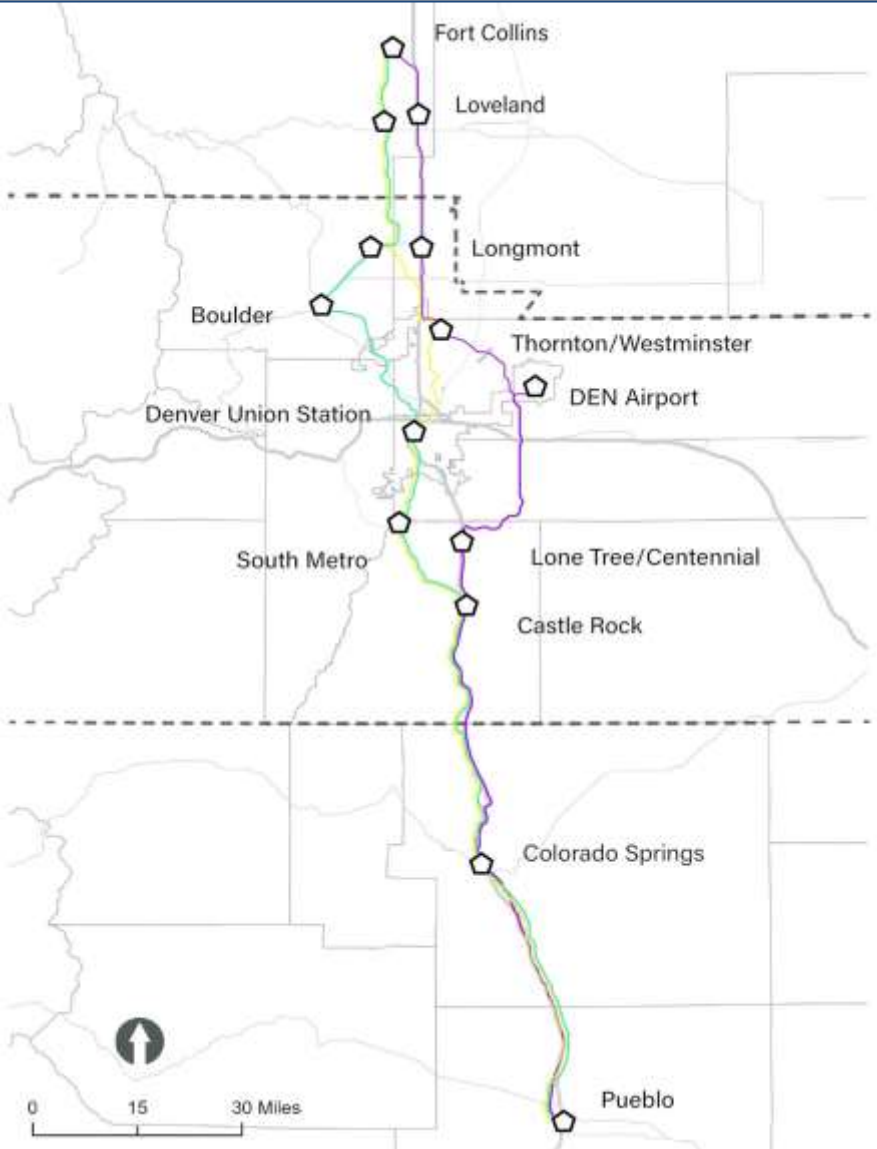 Fort Collins
Loveland
Longmont
Boulder
Thornton/Westminster
DEN Airport
Denver Union Station
South Metro
Lone Tree/Centennial
Castle Rock
Colorado Springs
Pueblo
0 15 30 Miles